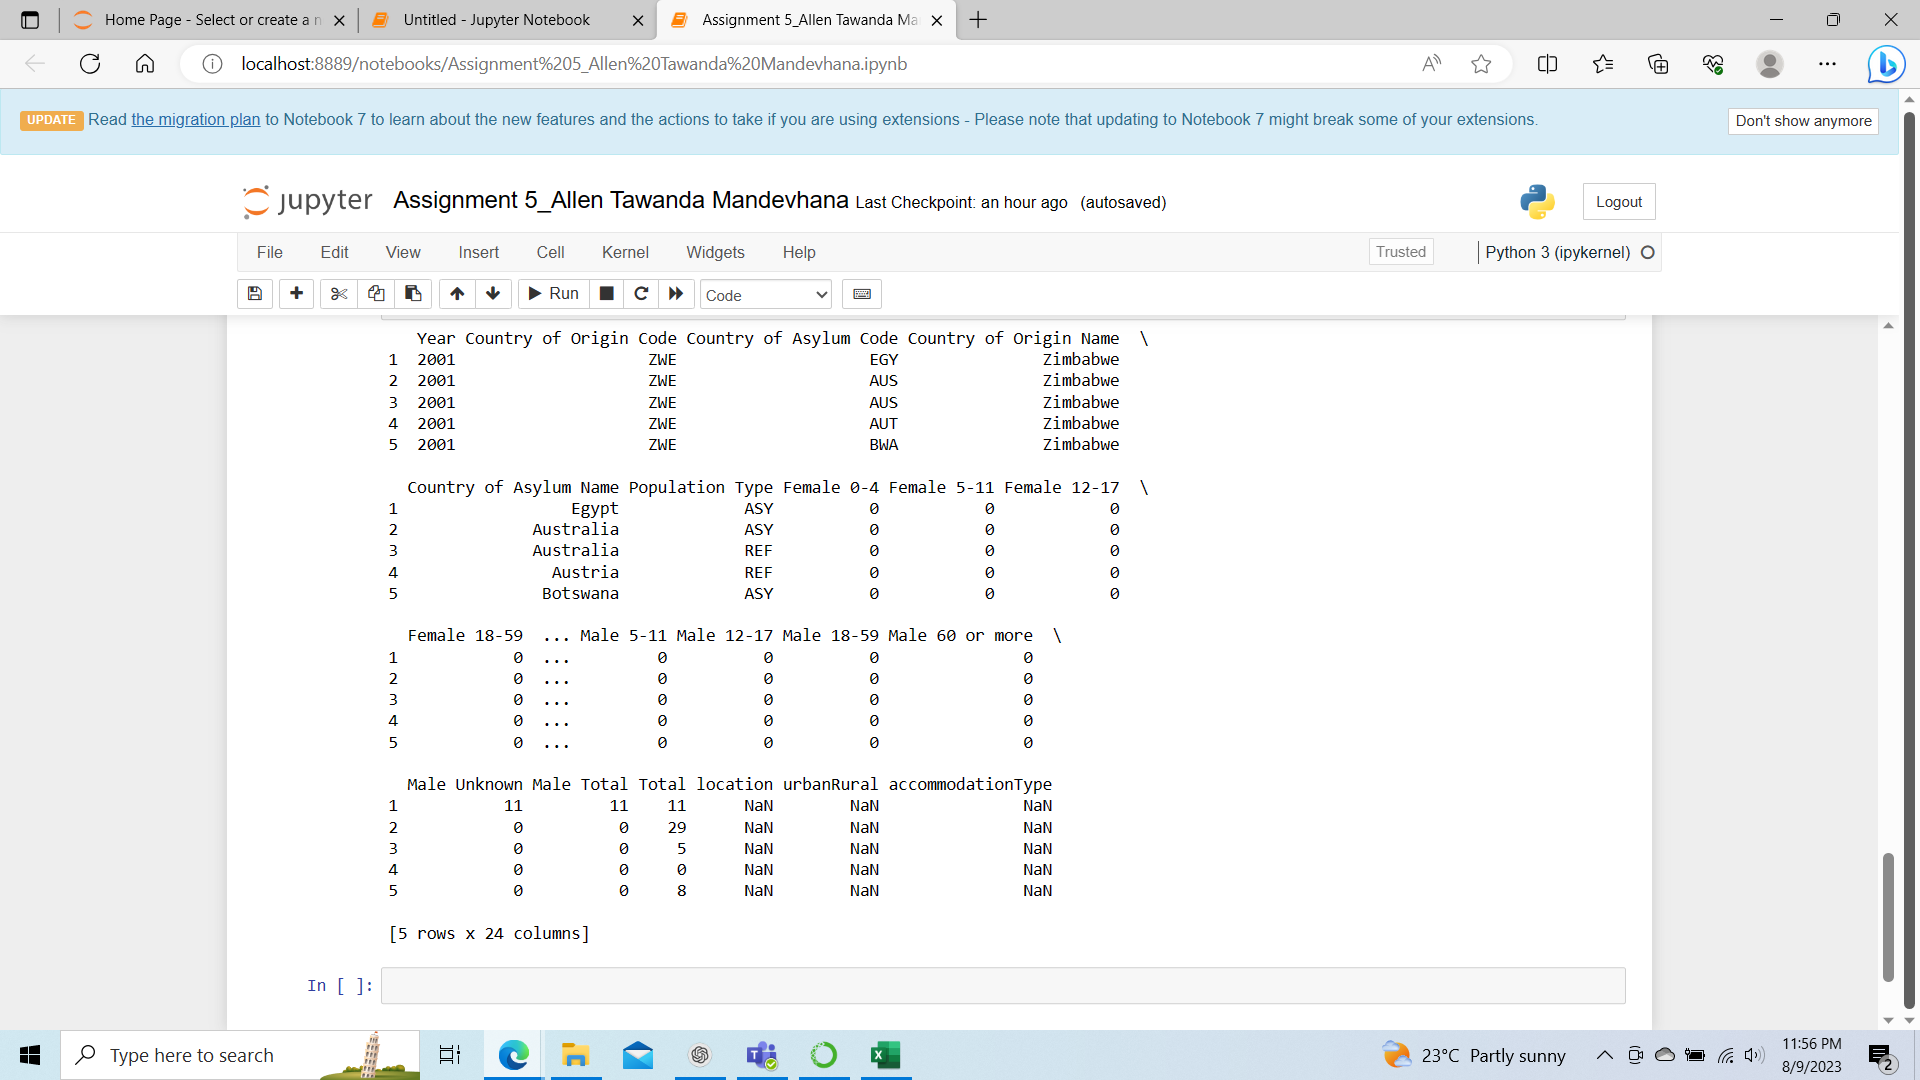 Home Page - Select or create a n
Untitled - Jupyter Notebook
Assignment 5_Allen Tawanda Ma
localhost:8889/notebooks/Assignment%205_Allen%20Tawanda%20Mandevhana.ipynb
UPDATE Read the migration plan to Notebook 7 to learn about the new features and the actions to take if you are using extensions - Please note that updating to Notebook 7 might break some of your extensions.
Don't show anymore
jupyter Assignment 5_Allen Tawanda Mandevhana Last Checkpoint: an hour ago (autosaved)
Logout
File Edit View Insert Cell Kernel Widgets Help
Trusted Python 3 (ipykernel)
Run Code
Year Country of Origin Code Country of Asylum Code Country of Origin Name \
1 2001 ZWE EGY Zimbabwe
2 2001 ZWE AUS Zimbabwe
3 2001 ZWE AUS Zimbabwe
4 2001 ZWE AUT Zimbabwe
5 2001 ZWE BWA Zimbabwe
Country of Asylum Name Population Type Female 0-4 Female 5-11 Female 12-17 \
1 Egypt ASY 0 0 0
2 Australia ASY 0 0 0
3 Australia REF 0 0 0
4 Austria REF 0 0 0
5 Botswana ASY 0 0 0
Female 18-59 ... Male 5-11 Male 12-17 Male 18-59 Male 60 or more \
1 0 ... 0 0 0 0
2 0 ... 0 0 0 0
3 0 ... 0 0 0 0
4 0 ... 0 0 0 0
5 0 ... 0 0 0 0
Male Unknown Male Total Total location urbanRural accommodationType
1 11 11 11 NaN NaN NaN
2 0 0 29 NaN NaN NaN
3 0 0 5 NaN NaN NaN
4 0 0 0 NaN NaN NaN
5 0 0 8 NaN NaN NaN
[5 rows x 24 columns]
In [ ]:
Type here to search
23°C Partly sunny
11:56 PM
8/9/2023
2